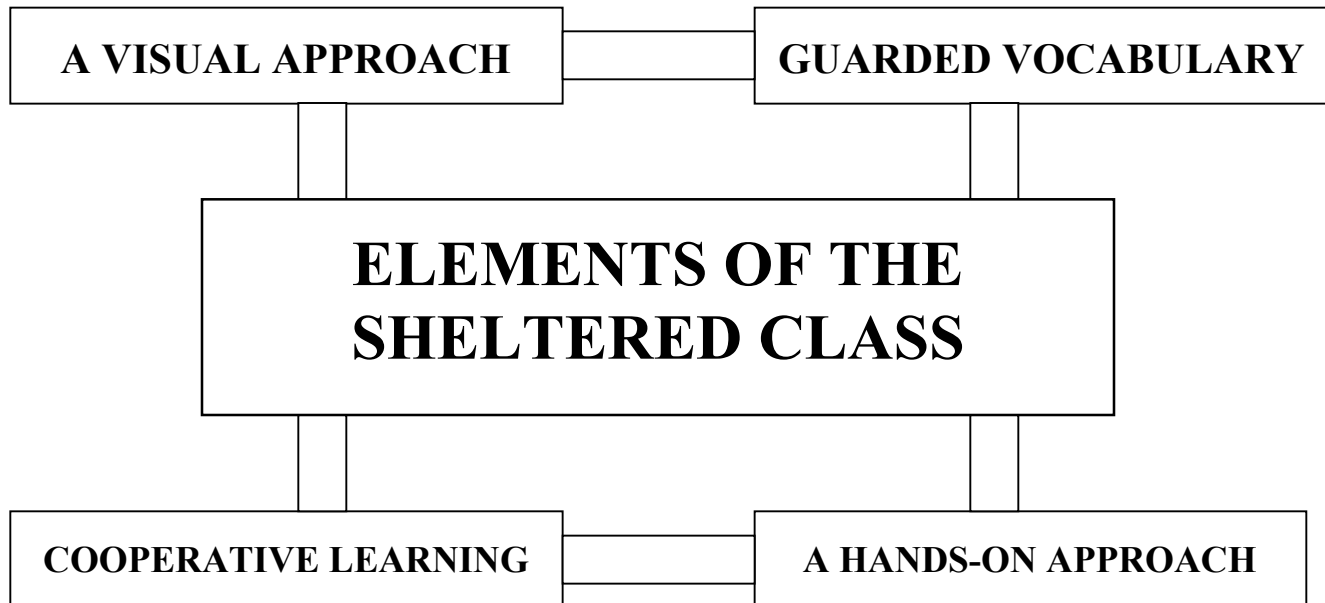 A VISUAL APPROACH
GUARDED VOCABULARY
ELEMENTS OF THE
SHELTERED CLASS
COOPERATIVE LEARNING
A HANDS-ON APPROACH